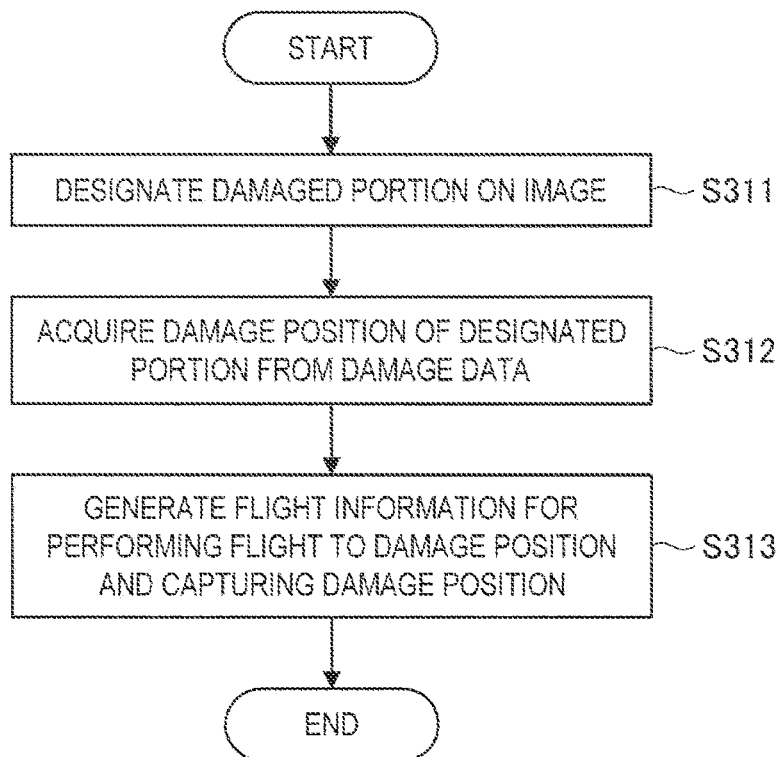 START
DESIGNATE DAMAGED PORTION ON IMAGE
S311
ACQUIRE DAMAGE POSITION OF DESIGNATED
PORTION FROM DAMAGE DATA
S312
GENERATE FLIGHT INFORMATION FOR
PERFORMING FLIGHT TO DAMAGE POSITION
AND CAPTURING DAMAGE POSITION
S313
END